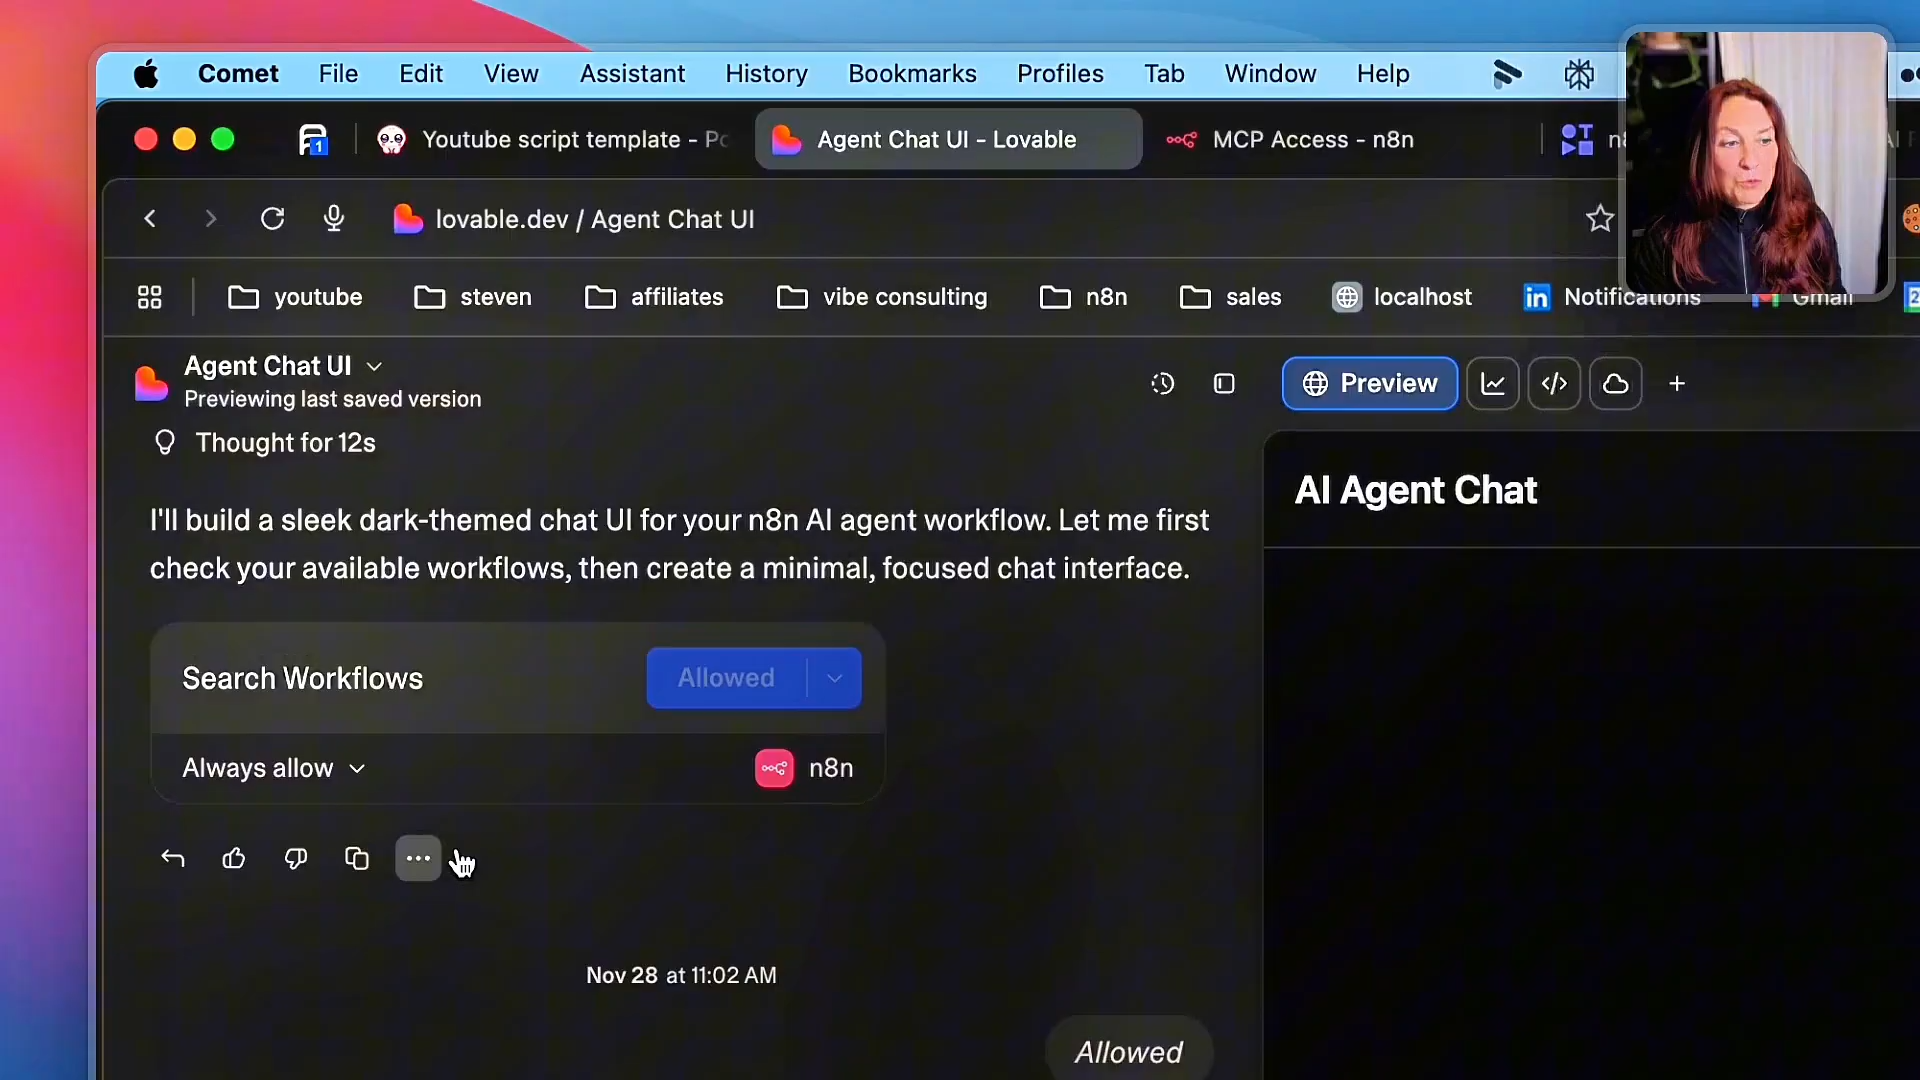 Comet File Edit View Assistant History Bookmarks Profiles Tab Window Help
1 Youtube script template - Agent Chat UI - Lovable MCP Access - n8n
lovable.dev / Agent Chat UI
youtube steven affiliates vibe consulting n8n sales localhost in Notifications Gmail
Agent Chat UI
Previewing last saved version
Preview
Thought for 12s
AI Agent Chat
I'll build a sleek dark-themed chat UI for your n8n AI agent workflow. Let me first
check your available workflows, then create a minimal, focused chat interface.
Search Workflows Allowed
Always allow n8n
Nov 28 at 11:02 AM
Allowed